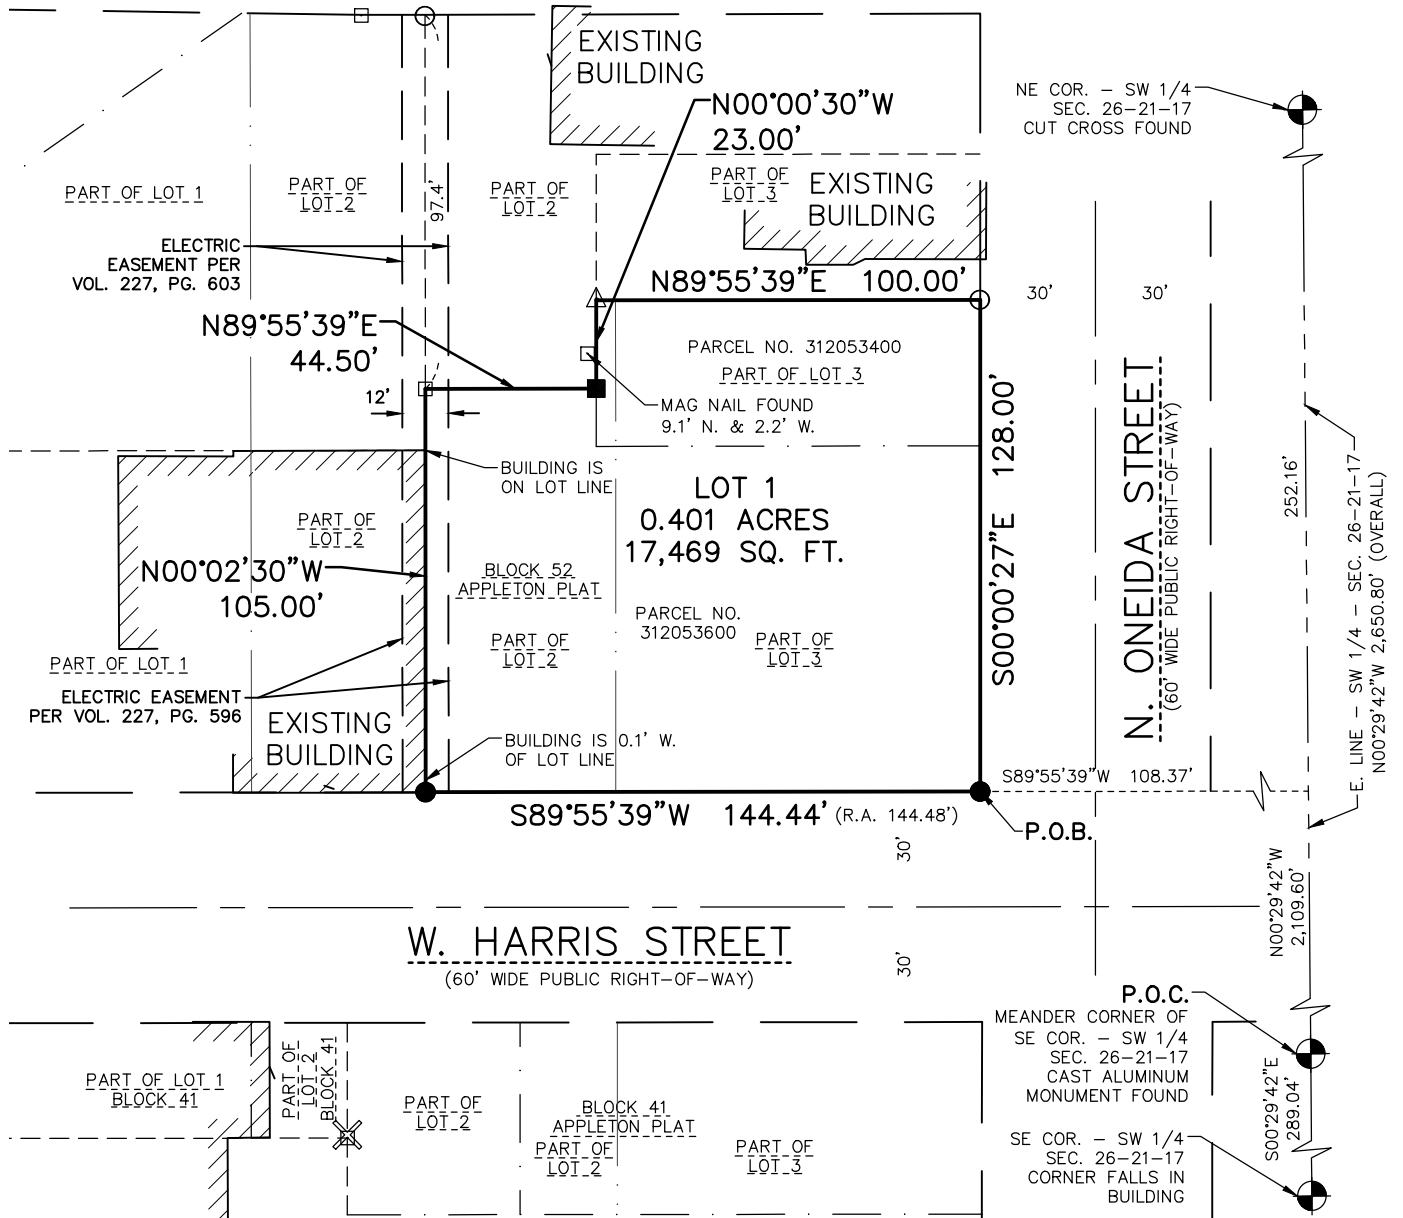 EXISTING
BUILDING
N00°00'30"W
23.00'
NE COR. – SW 1/4
SEC. 26–21–17
CUT CROSS FOUND
PART OF LOT 1
PART OF
LOT 2
97.4'
PART OF
LOT 2
PART OF
LOT 3
EXISTING
BUILDING
ELECTRIC
EASEMENT PER
VOL. 227, PG. 603
N89°55'39"E 100.00'
30'
30'
N89°55'39"E
44.50'
PARCEL NO. 312053400
PART OF LOT 3
12'
MAG NAIL FOUND
9.1' N. & 2.2' W.
S00°00'27"E 128.00'
N. ONEIDA STREET
(60' WIDE PUBLIC RIGHT–OF–WAY)
252.16'
E. LINE – SW 1/4 – SEC. 26–21–17
N00°29'42"W 2,650.80' (OVERALL)
BUILDING IS
ON LOT LINE
LOT 1
0.401 ACRES
17,469 SQ. FT.
PART OF
LOT 2
N00°02'30"W
105.00'
BLOCK 52
APPLETON PLAT
PARCEL NO.
312053600
PART OF
LOT 2
PART OF
LOT 3
PART OF LOT 1
ELECTRIC EASEMENT
PER VOL. 227, PG. 596
EXISTING
BUILDING
BUILDING IS 0.1' W.
OF LOT LINE
S89°55'39"W 108.37'
S89°55'39"W 144.44' (R.A. 144.48')
P.O.B.
30'
N00°29'42"W
2,109.60'
W. HARRIS STREET
(60' WIDE PUBLIC RIGHT–OF–WAY)
30'
P.O.C.
MEANDER CORNER OF
SE COR. – SW 1/4
SEC. 26–21–17
CAST ALUMINUM
MONUMENT FOUND
S00°29'42"E
289.04'
PART OF LOT 1
BLOCK 41
PART OF
LOT 2
BLOCK 41
PART OF
LOT 2
BLOCK 41
APPLETON PLAT
PART OF
LOT 2
PART OF
LOT 3
SE COR. – SW 1/4
SEC. 26–21–17
CORNER FALLS IN
BUILDING